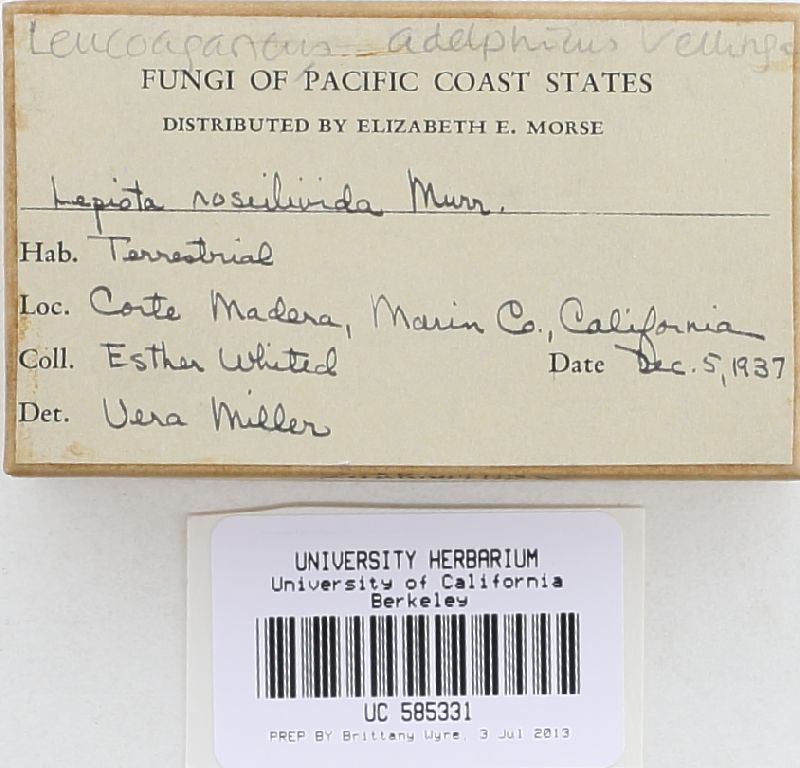 Leucoagaricus adelphicus Vellinga
FUNGI OF PACIFIC COAST STATES
DISTRIBUTED BY ELIZABETH E. MORSE
Lepiota roseilivida Murr.
Hab. Terrestrial
Loc. Corte Madera, Marin Co., California
Coll. Esther Whited Date Dec. 5, 1937
Det. Vera Miller
UNIVERSITY HERBARIUM
University of California
Berkeley
UC 585331
PREP BY Brittany Wyre, 3 Jul 2013